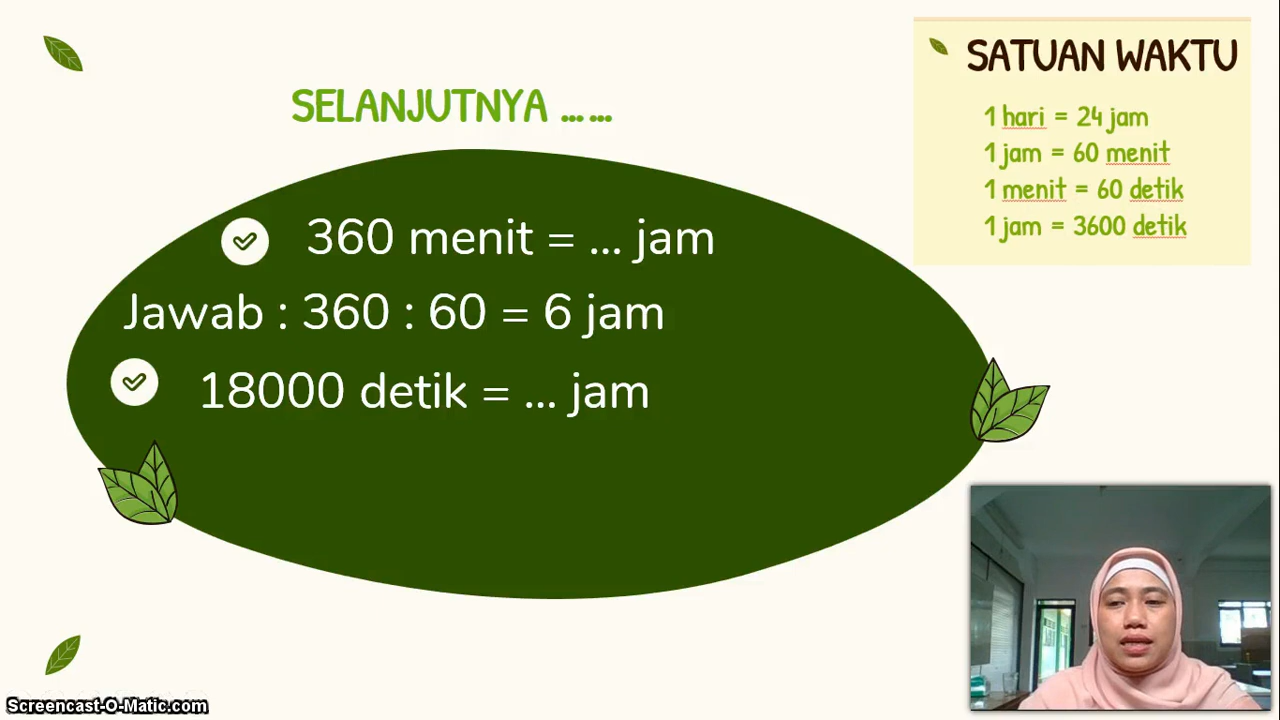 SELANJUTNYA ... ...
360 menit = ... jam
Jawab : 360 : 60 = 6 jam
18000 detik = ... jam
SATUAN WAKTU
1 hari = 24 jam
1 jam = 60 menit
1 menit = 60 detik
1 jam = 3600 detik
Screencast-O-Matic.com